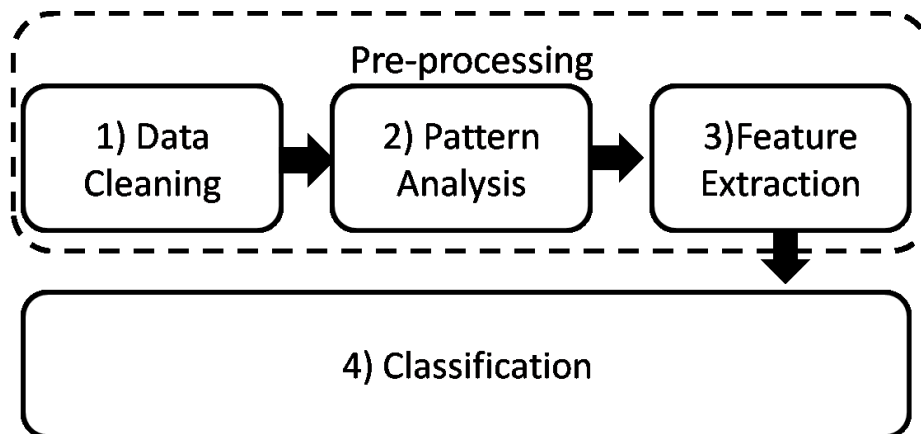 Pre-processing
1) Data
Cleaning
2) Pattern
Analysis
3)Feature
Extraction
4) Classification